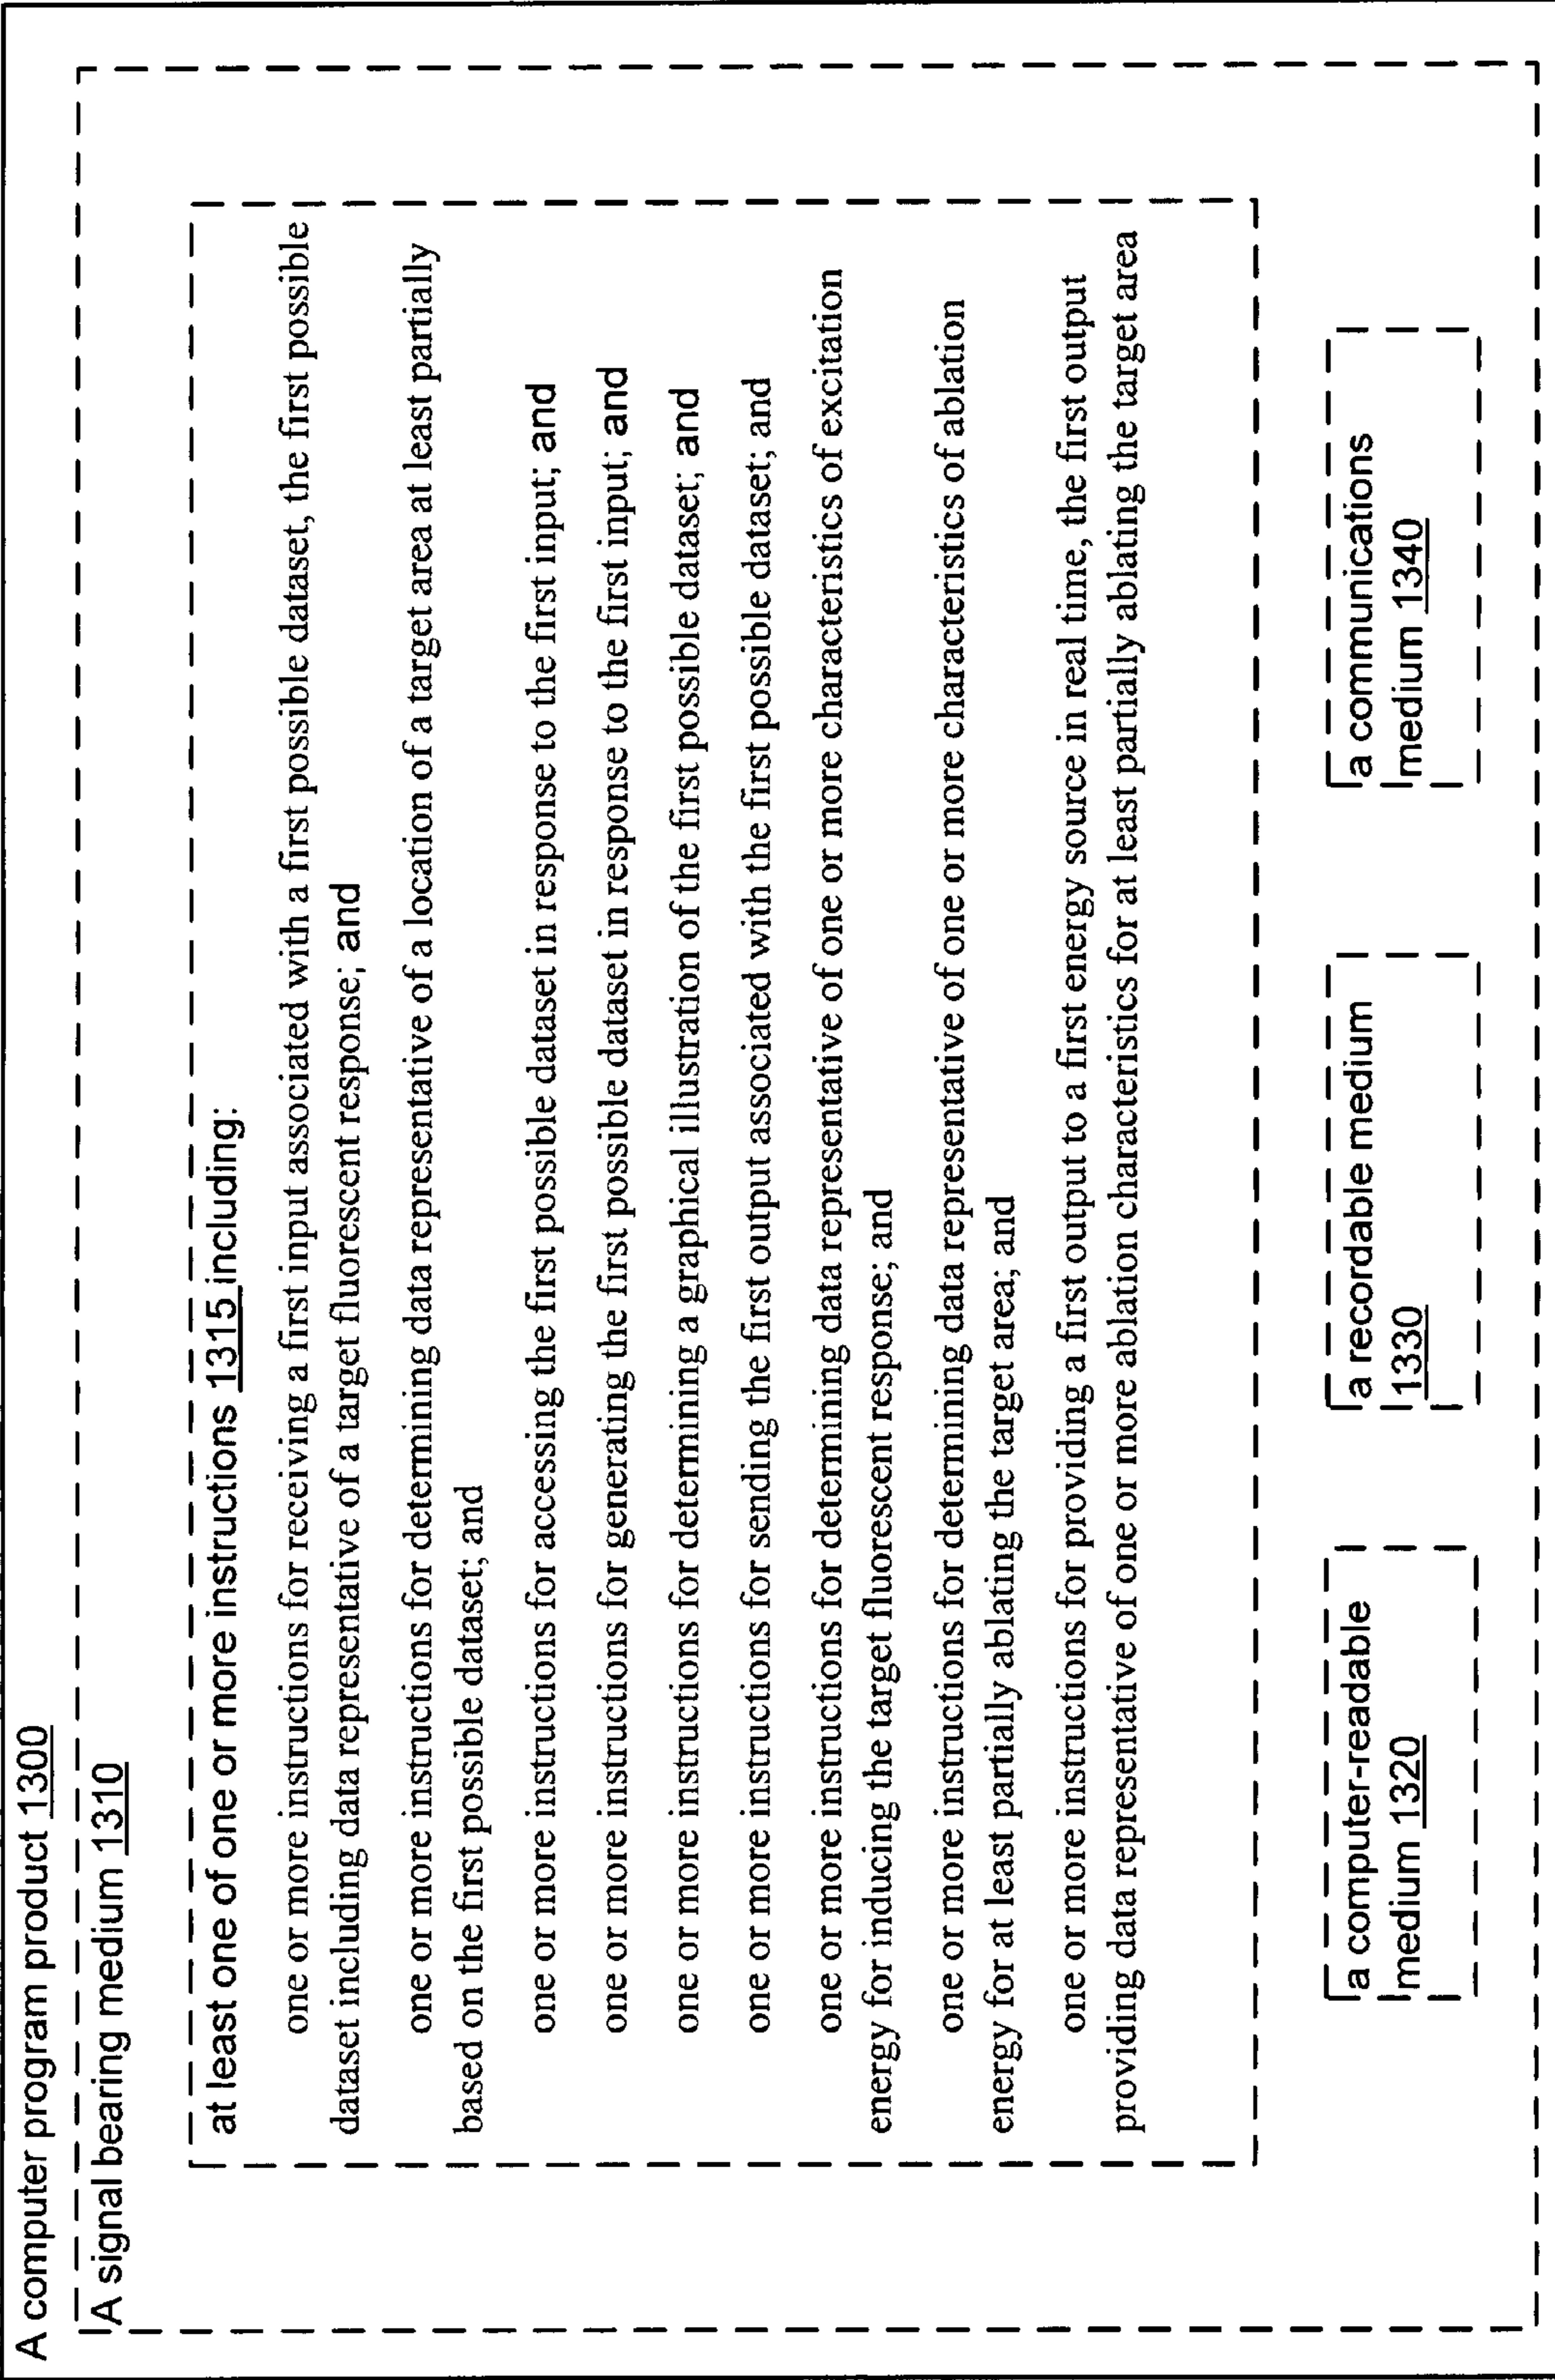 A computer program product 1300
A signal bearing medium 1310
at least one of one or more instructions 1315 including:
one or more instructions for receiving a first input associated with a first possible dataset, the first possible
dataset including data representative of a target fluorescent response; and
one or more instructions for determining data representative of a location of a target area at least partially
based on the first possible dataset; and
one or more instructions for accessing the first possible dataset in response to the first input; and
one or more instructions for generating the first possible dataset in response to the first input; and
one or more instructions for determining a graphical illustration of the first possible dataset; and
one or more instructions for sending the first output associated with the first possible dataset; and
one or more instructions for determining data representative of one or more characteristics of excitation
energy for inducing the target fluorescent response; and
one or more instructions for determining data representative of one or more characteristics of ablation
energy for at least partially ablating the target area; and
one or more instructions for providing a first output to a first energy source in real time, the first output
providing data representative of one or more ablation characteristics for at least partially ablating the target area
a computer-readable
medium 1320
a recordable medium
1330
a communications
medium 1340